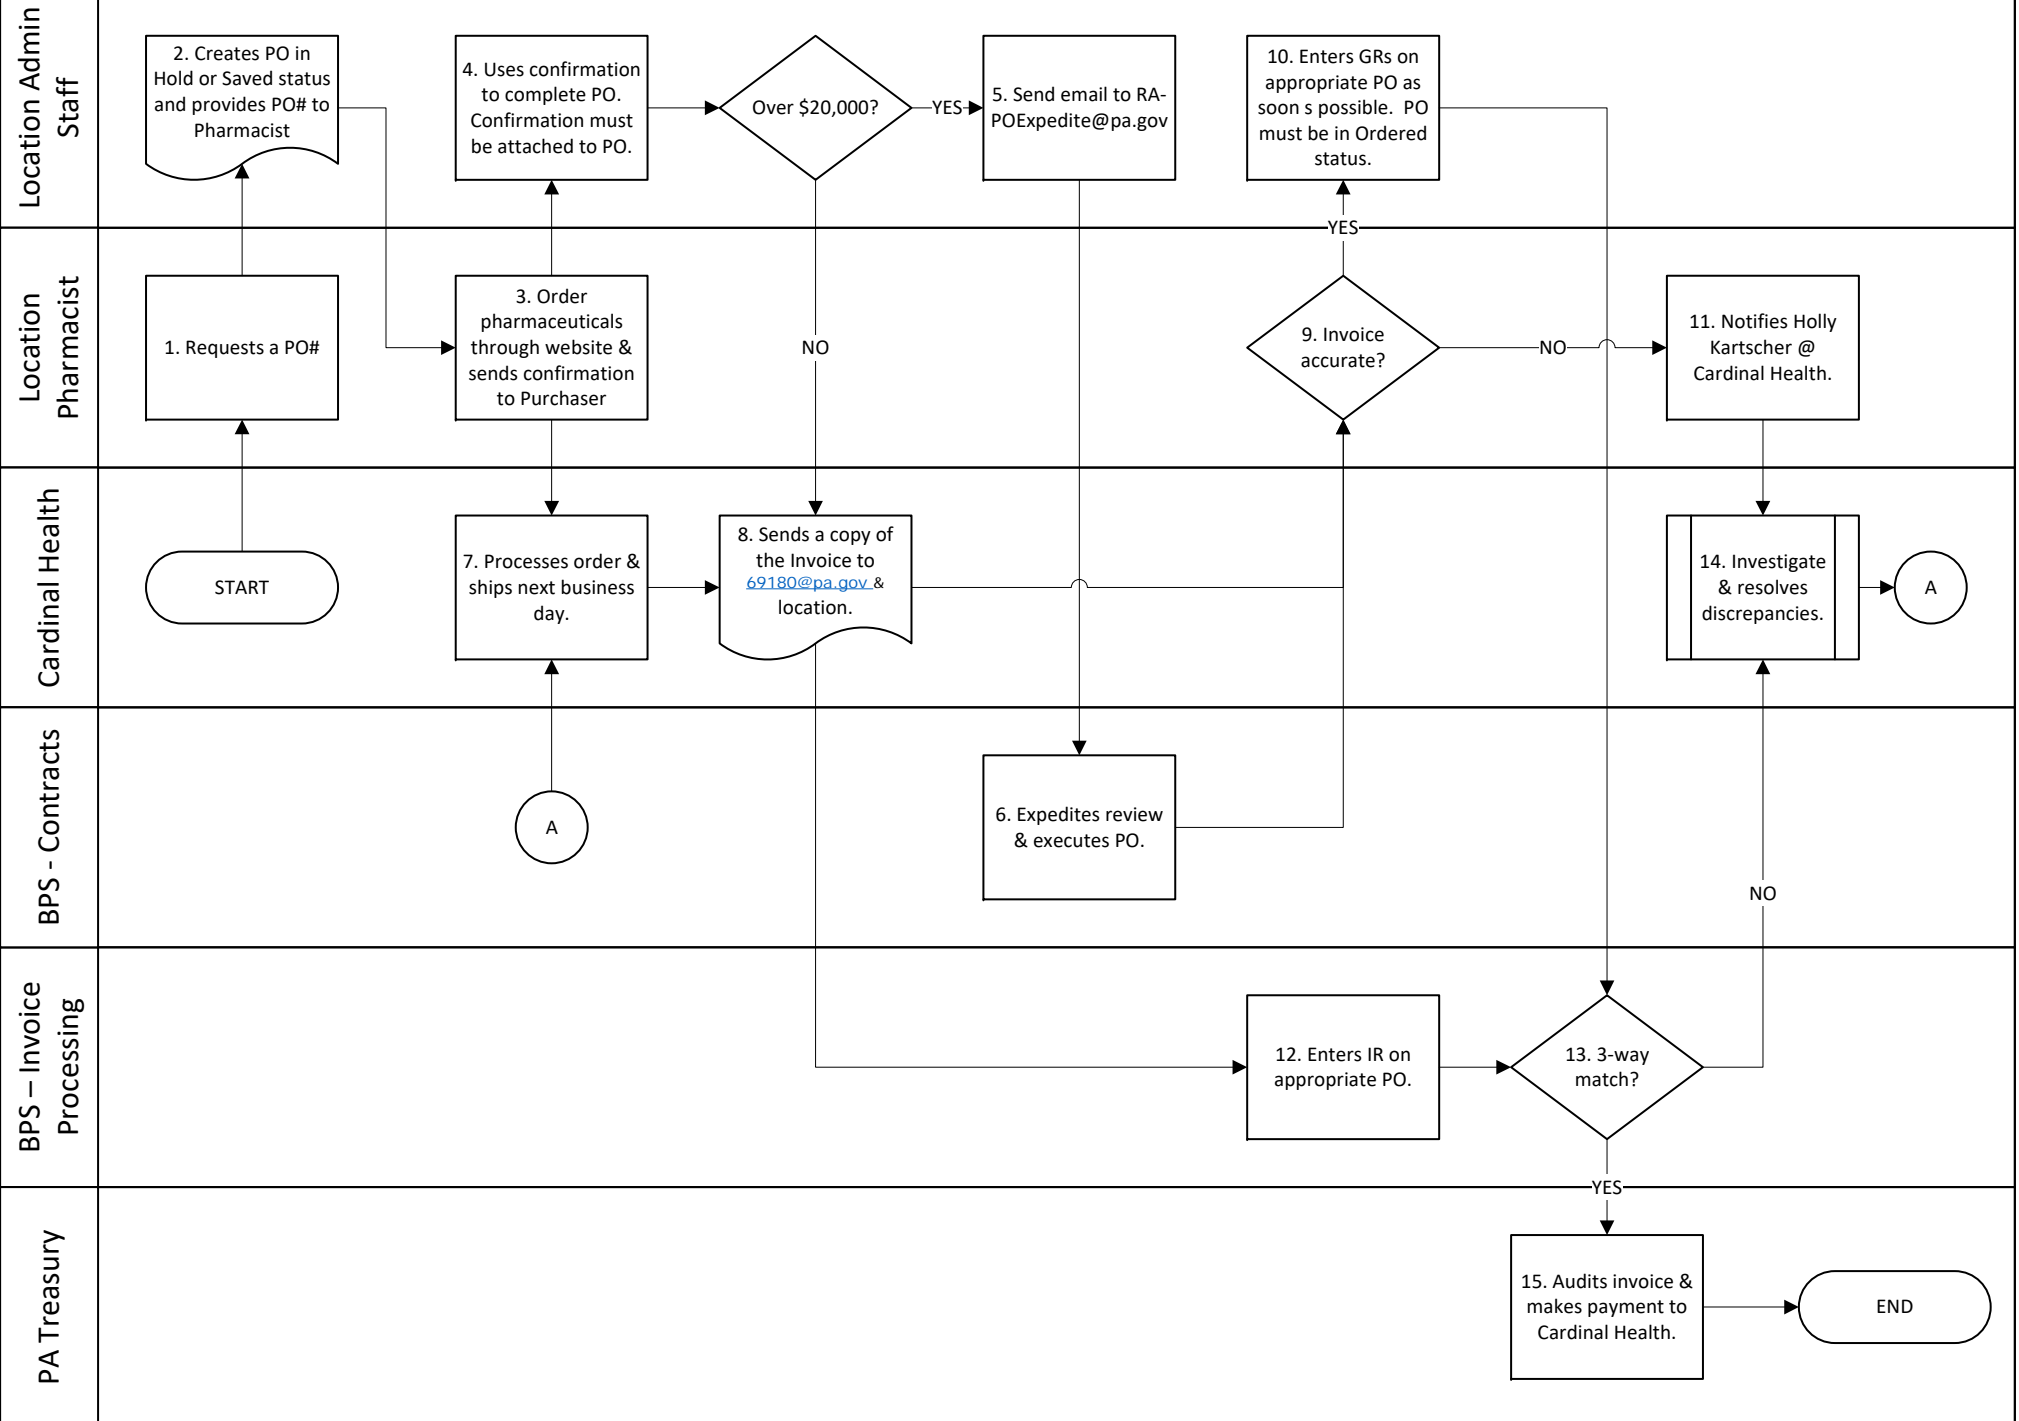 Location Admin
Staff
2. Creates PO in
Hold or Saved status
and provides PO# to
Pharmacist
4. Uses confirmation
to complete PO.
Confirmation must
be attached to PO.
Over $20,000?
YES
5. Send email to RA-
POExpedite@pa.gov
10. Enters GRs on
appropriate PO as
soon s possible.  PO
must be in Ordered
status.
Location
Pharmacist
1. Requests a PO#
3. Order
pharmaceuticals
through website &
sends confirmation
to Purchaser
NO
YES
9. Invoice
accurate?
NO
11. Notifies Holly
Kartscher @
Cardinal Health.
Cardinal Health
START
7. Processes order &
ships next business
day.
8. Sends a copy of
the Invoice to
69180@pa.gov &
location.
14. Investigate
& resolves
discrepancies.
A
BPS - Contracts
A
6. Expedites review
& executes PO.
NO
BPS – Invoice
Processing
12. Enters IR on
appropriate PO.
13. 3-way
match?
YES
PA Treasury
15. Audits invoice &
makes payment to
Cardinal Health.
END